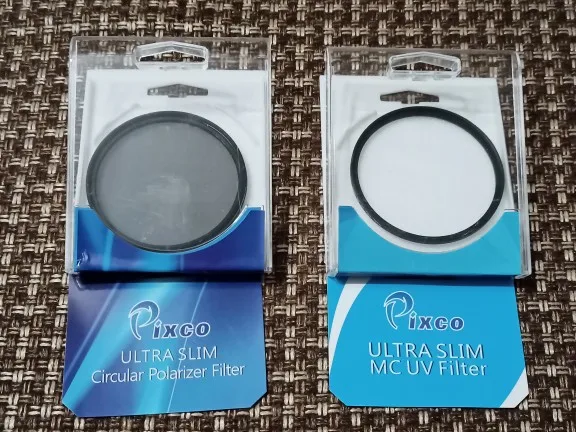 Pixco
ULTRA SLIM
Circular Polarizer Filter
Pixco
ULTRA SLIM
MC UV Filter